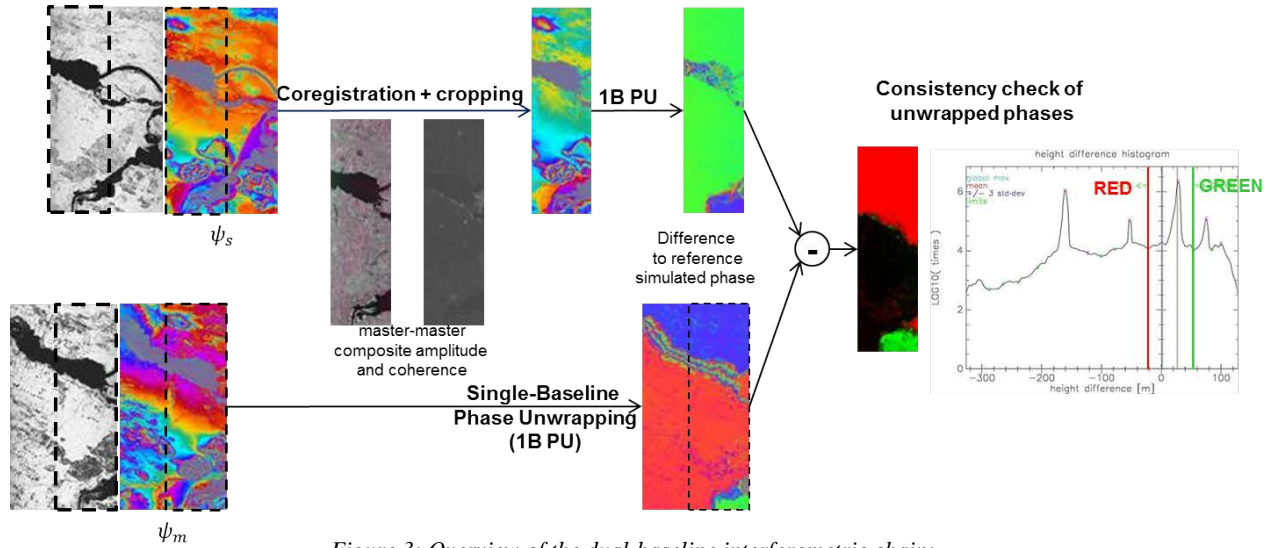 Coregistration + cropping
1B PU
Consistency check of
unwrapped phases
height difference histogram
global max
mean
+/− 3 std-dev
limits
RED
GREEN
<=
LOG10( times )
6
4
2
0
−300
−200
−100
0
100
height difference [m]
ψs
Difference
to reference
simulated phase
-
master-master
composite amplitude
and coherence
Single-Baseline
Phase Unwrapping
(1B PU)
ψm
Figure 3: Overview of the dual-baseline interferometric chain: